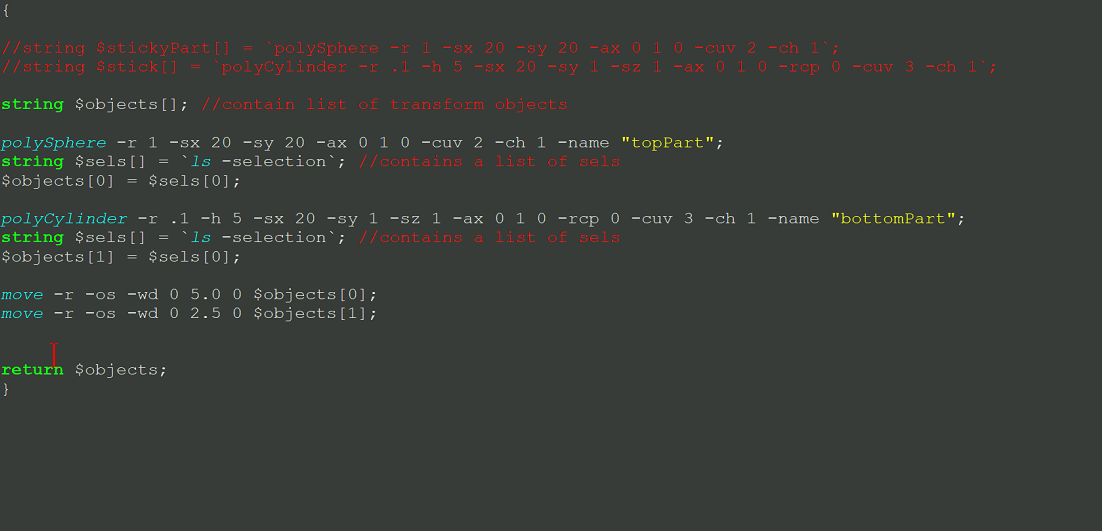 {
//string $stickyPart[] = `polySphere -r 1 -sx 20 -sy 20 -ax 0 1 0 -cuv 2 -ch 1`;
//string $stick[] = `polyCylinder -r .1 -h 5 -sx 20 -sy 1 -sz 1 -ax 0 1 0 -rcp 0 -cuv 3 -ch 1`;
string $objects[]; //contain list of transform objects
polySphere -r 1 -sx 20 -sy 20 -ax 0 1 0 -cuv 2 -ch 1 -name "topPart";
string $sels[] = `ls -selection`; //contains a list of sels
$objects[0] = $sels[0];
polyCylinder -r .1 -h 5 -sx 20 -sy 1 -sz 1 -ax 0 1 0 -rcp 0 -cuv 3 -ch 1 -name "bottomPart";
string $sels[] = `ls -selection`; //contains a list of sels
$objects[1] = $sels[0];
move -r -os -wd 0 5.0 0 $objects[0];
move -r -os -wd 0 2.5 0 $objects[1];
return $objects;
}